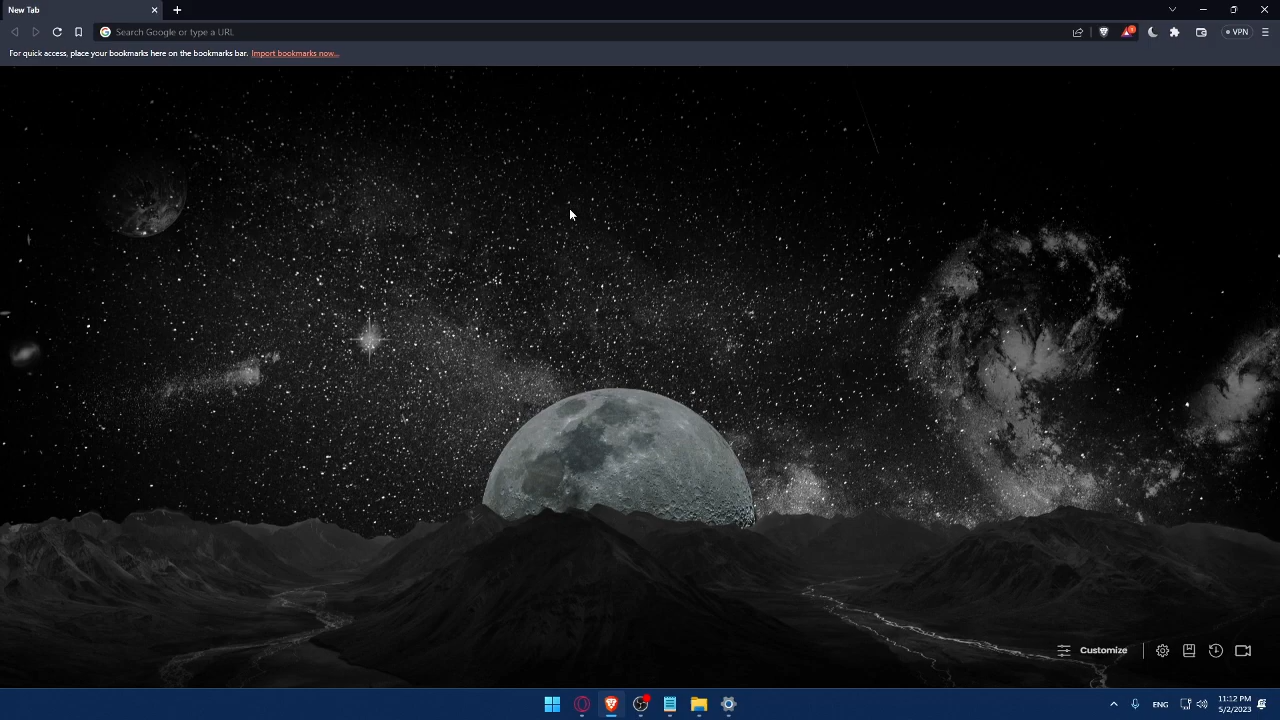 New Tab
Search Google or type a URL
1
VPN
For quick access, place your bookmarks here on the bookmarks bar. Import bookmarks now...
Customize
ENG
11:12 PM
5/2/2023